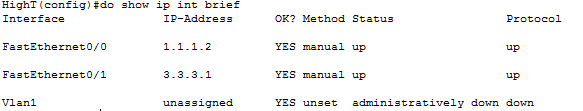 HighT(config)#do show ip int brief
Interface IP-Address OK? Method Status Protocol
FastEthernet0/0 1.1.1.2 YES manual up up
FastEthernet0/1 3.3.3.1 YES manual up up
Vlan1 unassigned YES unset administratively down down